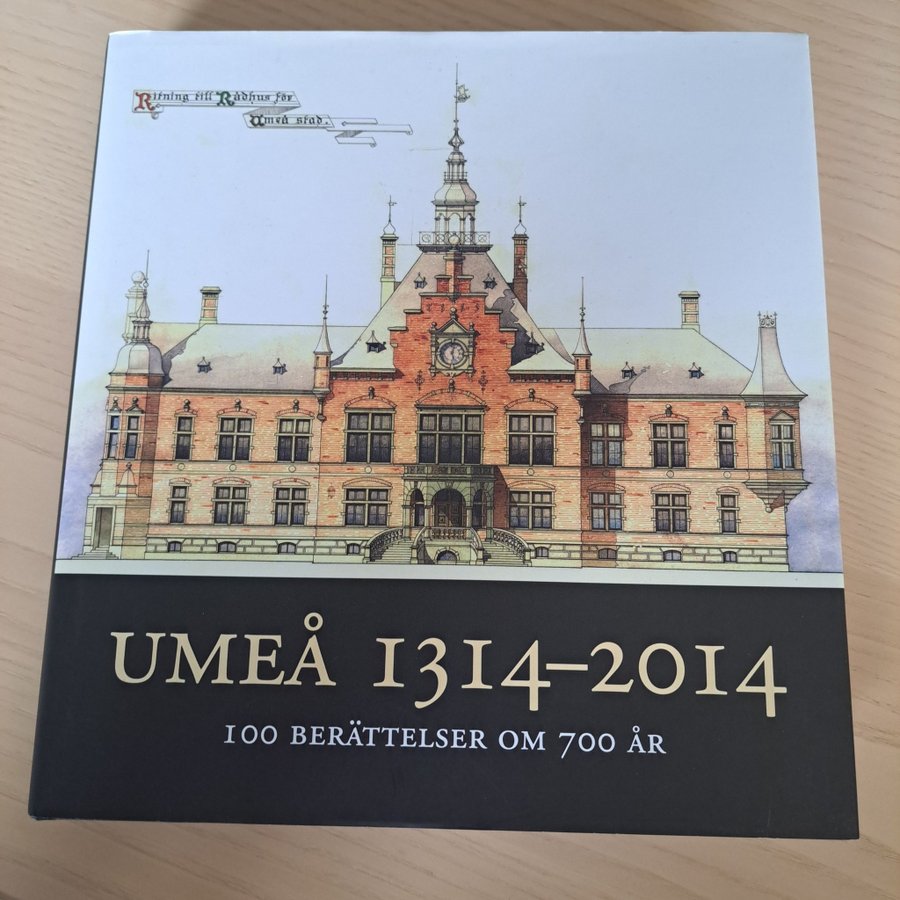 Ritning till Rådhus för
Umeå stad.
UMEÅ 1314–2014
100 BERÄTTELSER OM 700 ÅR